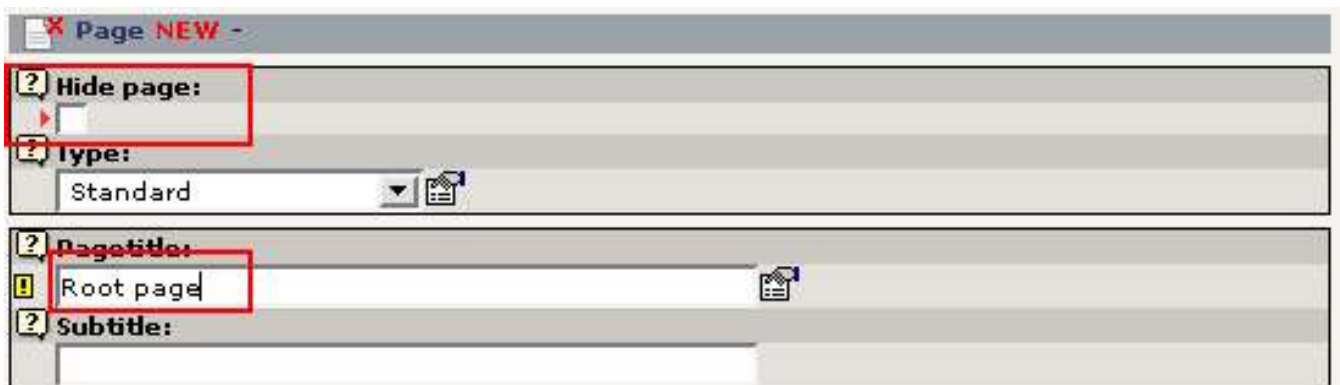 Page NEW -
Hide page:
Type:
Standard
Pagetitle:
Root page
Subtitle: